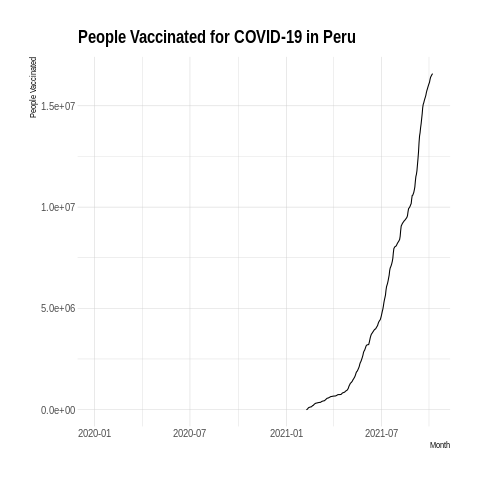 People Vaccinated for COVID-19 in Peru
People Vaccinated
1.5e+07
1.0e+07
5.0e+06
0.0e+00
2020-01 2020-07 2021-01 2021-07
Month